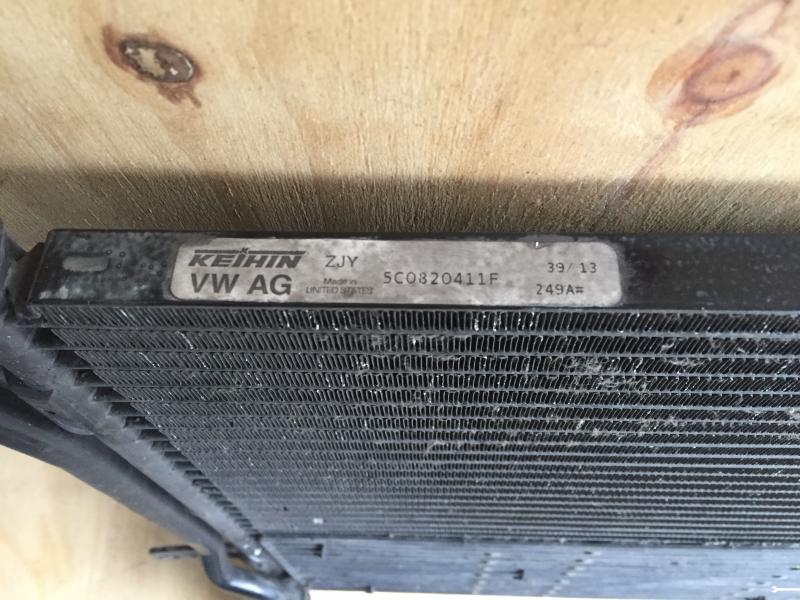 KEIHIN ZJY
VW AG Made in UNITED STATES 5C0820411F
39/13
249A#